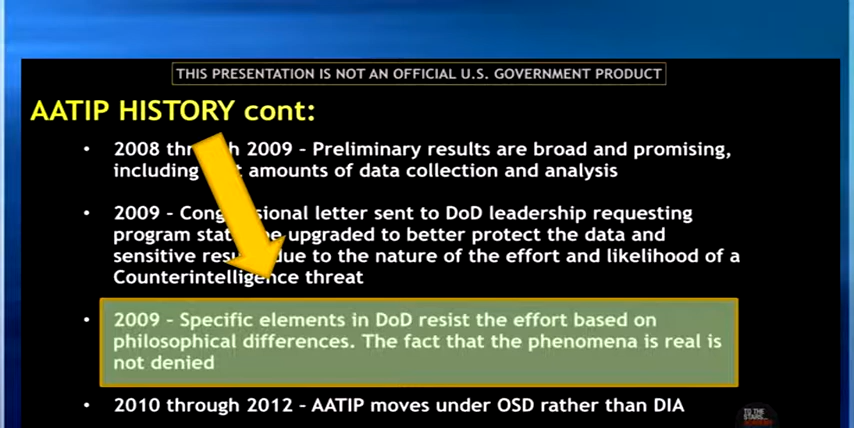 THIS PRESENTATION IS NOT AN OFFICIAL U.S. GOVERNMENT PRODUCT
AATIP HISTORY cont:
• 2008 2009 – Preliminary results are broad and promising,
including amounts of data collection and analysis
• 2009 – letter sent to DoD leadership requesting
program upgraded to better protect the data and
sensitive due to the nature of the effort and likelihood of a
Counterintelligence threat
• 2009 – Specific elements in DoD resist the effort based on
philosophical differences. The fact that the phenomena is real is
not denied
• 2010 through 2012 – AATIP moves under OSD rather than DIA
TO THE
STARS...
ACADEMY